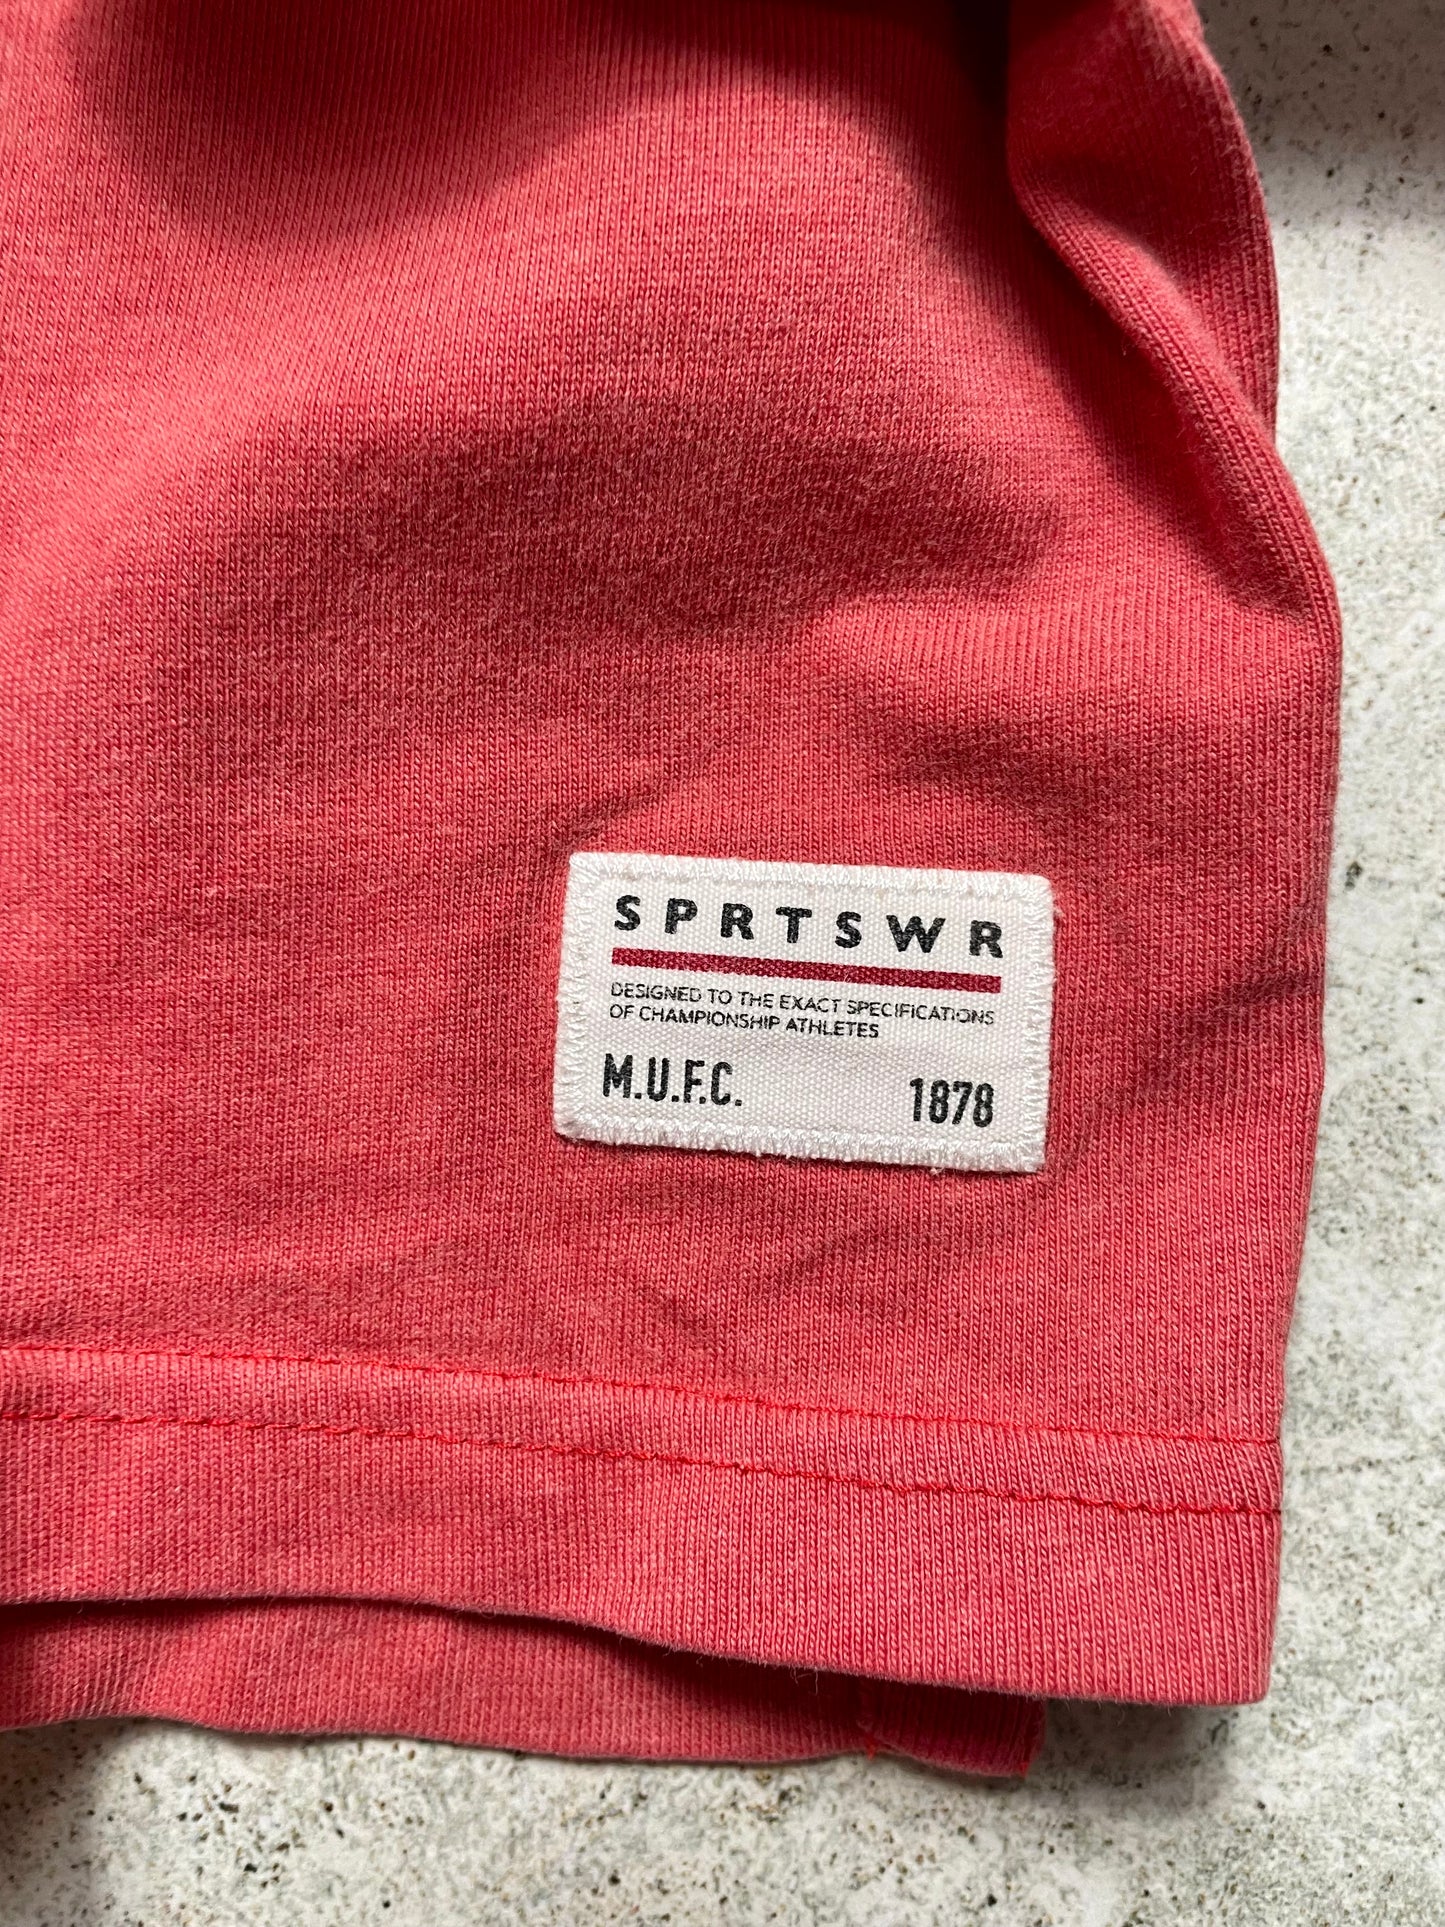 SPRTSWR
DESIGNED TO THE EXACT SPECIFICATIONS
OF CHAMPIONSHIP ATHLETES
M.U.F.C. 1878